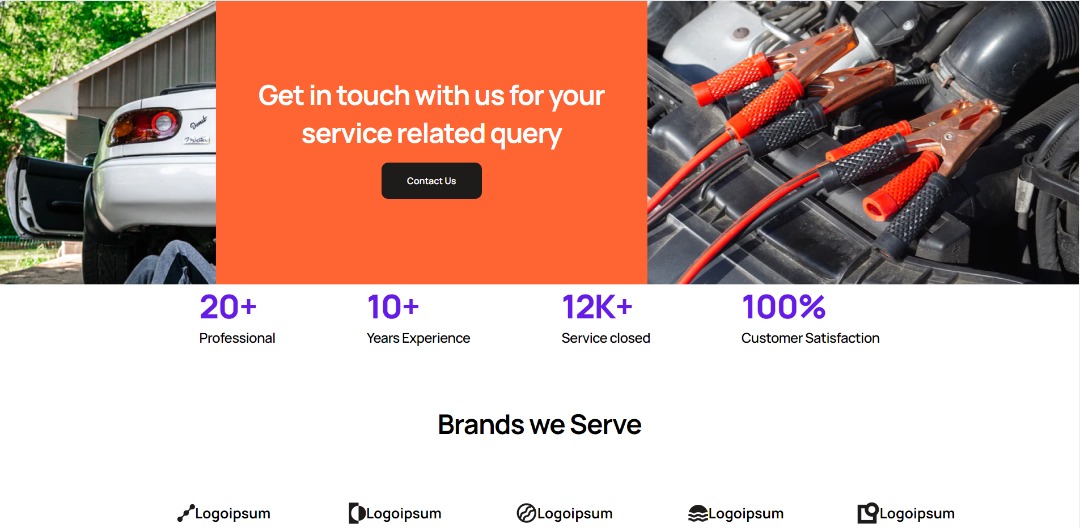 Get in touch with us for your
service related query
Contact Us
20+
10+
12K+
100%
Professional
Years Experience
Service closed
Customer Satisfaction
Brands we Serve
Logoipsum
Logoipsum
Logoipsum
Logoipsum
Logoipsum